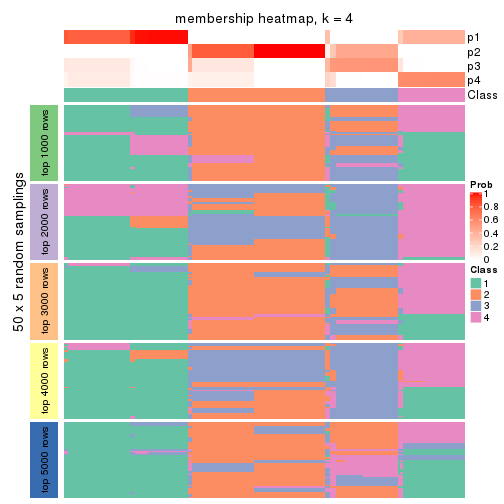 membership heatmap, k = 4
p1
p2
p3
p4
Class
50 x 5 random samplings
top 1000 rows
top 2000 rows
top 3000 rows
top 4000 rows
top 5000 rows
Prob
1
0.8
0.6
0.4
0.2
0
Class
1
2
3
4